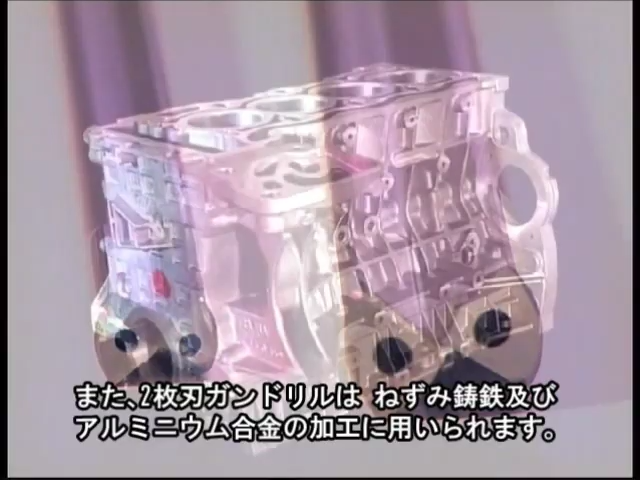 また、2枚刃ガンドリルは ねずみ鋳鉄及び
アルミニウム合金の加工に用いられます。